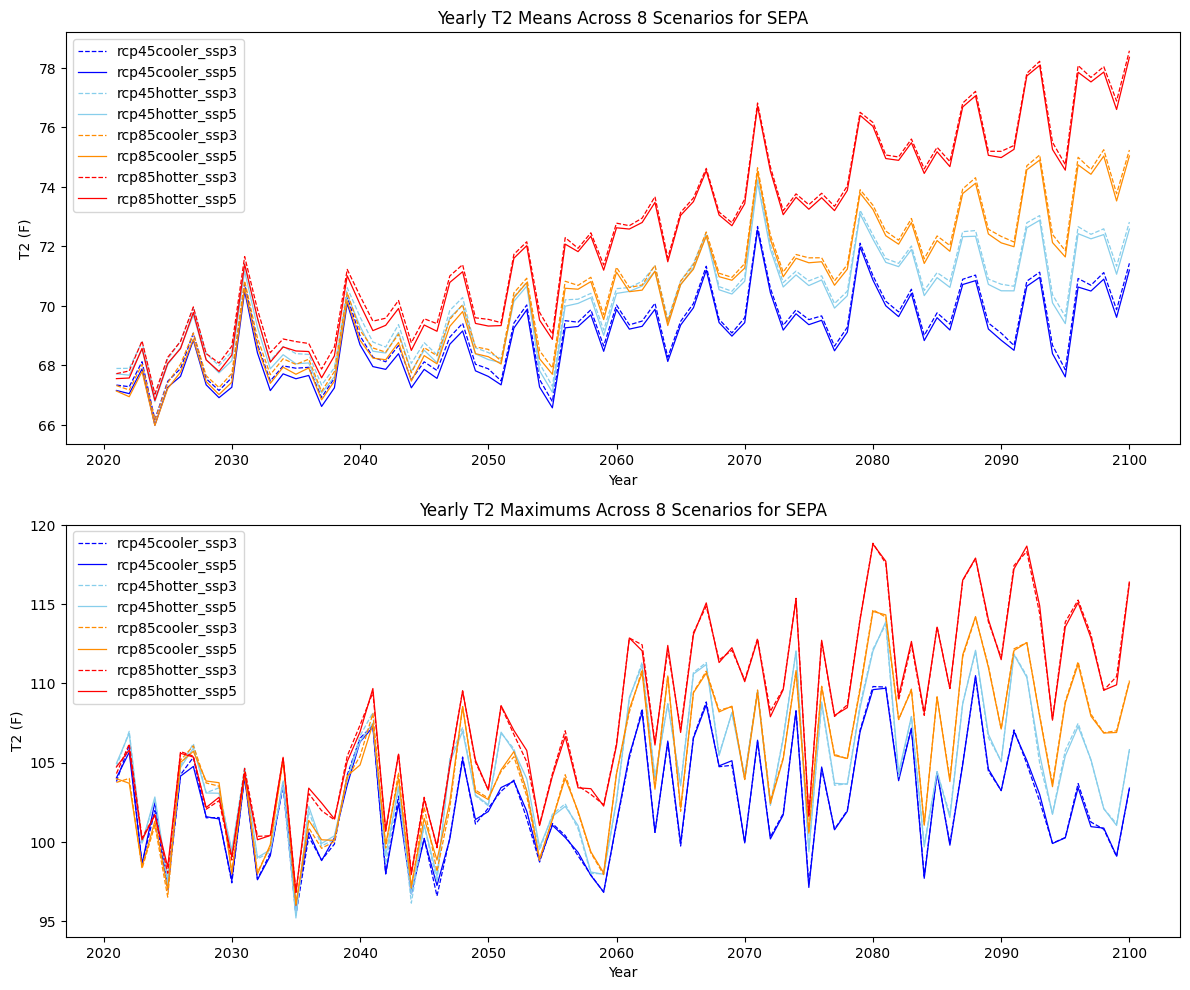 Yearly T2 Means Across 8 Scenarios for SEPA
rcp45cooler_ssp3
rcp45cooler_ssp5
rcp45hotter_ssp3
rcp45hotter_ssp5
rcp85cooler_ssp3
rcp85cooler_ssp5
rcp85hotter_ssp3
rcp85hotter_ssp5
T2 (F)
78
76
74
72
70
68
66
2020 2030 2040 2050 2060 2070 2080 2090 2100
Year
Yearly T2 Maximums Across 8 Scenarios for SEPA
rcp45cooler_ssp3
rcp45cooler_ssp5
rcp45hotter_ssp3
rcp45hotter_ssp5
rcp85cooler_ssp3
rcp85cooler_ssp5
rcp85hotter_ssp3
rcp85hotter_ssp5
T2 (F)
120
115
110
105
100
95
2020 2030 2040 2050 2060 2070 2080 2090 2100
Year